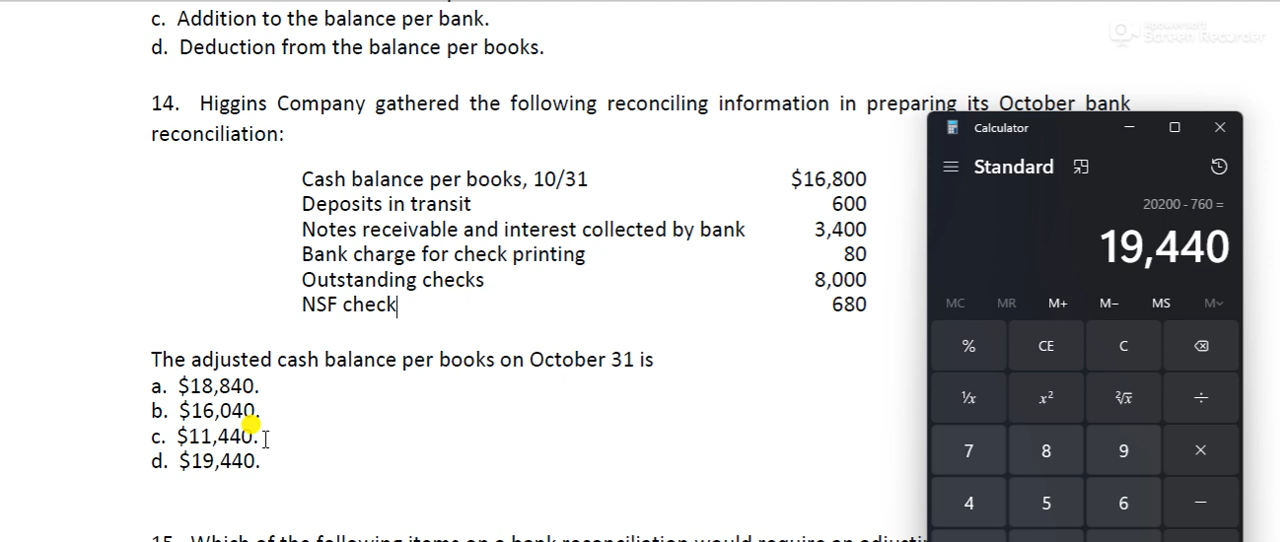 c. Addition to the balance per bank.
d. Deduction from the balance per books.
Apowersoft
Screen Recorder
14. Higgins Company gathered the following reconciling information in preparing its October bank
reconciliation:
Cash balance per books, 10/31 $16,800
Deposits in transit 600
Notes receivable and interest collected by bank 3,400
Bank charge for check printing 80
Outstanding checks 8,000
NSF check 680
The adjusted cash balance per books on October 31 is
a. $18,840.
b. $16,040.
c. $11,440.
d. $19,440.
Calculator
Standard
20200 - 760 =
19,440
MC MR M+ M- MS M
% CE C
1/x x² ²√x ÷
7 8 9 ×
4 5 6 −